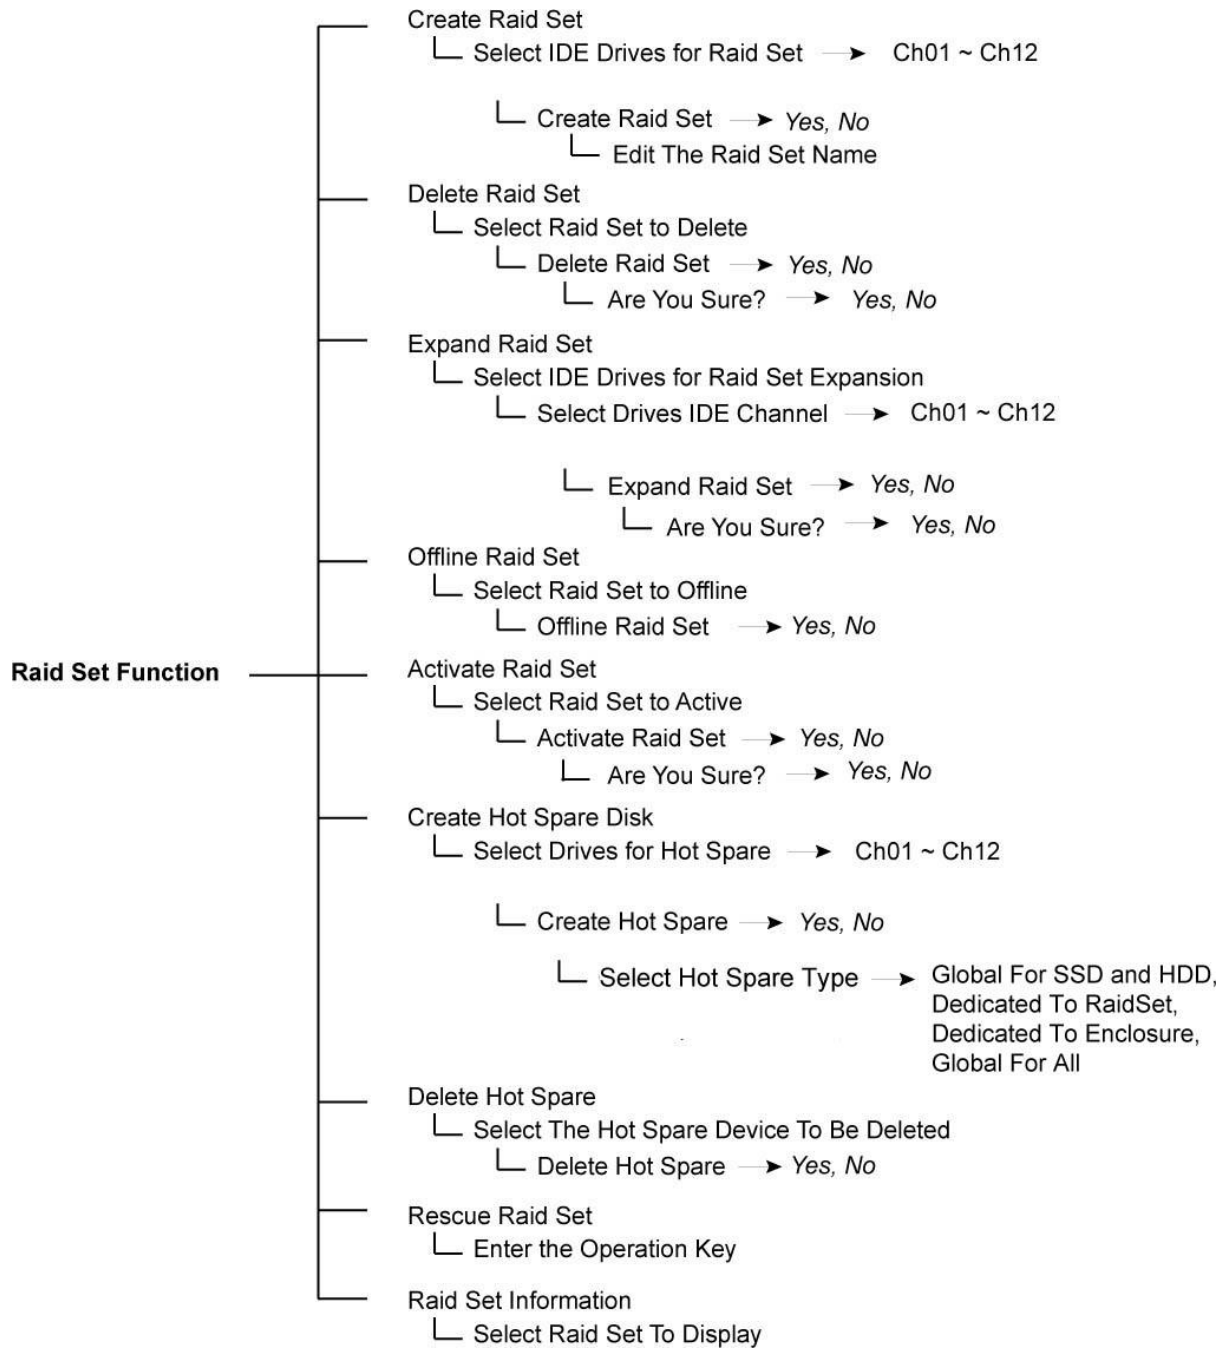 Create Raid Set
Select IDE Drives for Raid Set Ch01 ~ Ch12
Create Raid Set Yes, No
Edit The Raid Set Name
Delete Raid Set
Select Raid Set to Delete
Delete Raid Set Yes, No
Are You Sure? Yes, No
Expand Raid Set
Select IDE Drives for Raid Set Expansion
Select Drives IDE Channel Ch01 ~ Ch12
Expand Raid Set Yes, No
Are You Sure? Yes, No
Offline Raid Set
Select Raid Set to Offline
Offline Raid Set Yes, No
Raid Set Function
Activate Raid Set
Select Raid Set to Active
Activate Raid Set Yes, No
Are You Sure? Yes, No
Create Hot Spare Disk
Select Drives for Hot Spare Ch01 ~ Ch12
Create Hot Spare Yes, No
Select Hot Spare Type Global For SSD and HDD,
Dedicated To RaidSet,
Dedicated To Enclosure,
Global For All
Delete Hot Spare
Select The Hot Spare Device To Be Deleted
Delete Hot Spare Yes, No
Rescue Raid Set
Enter the Operation Key
Raid Set Information
Select Raid Set To Display